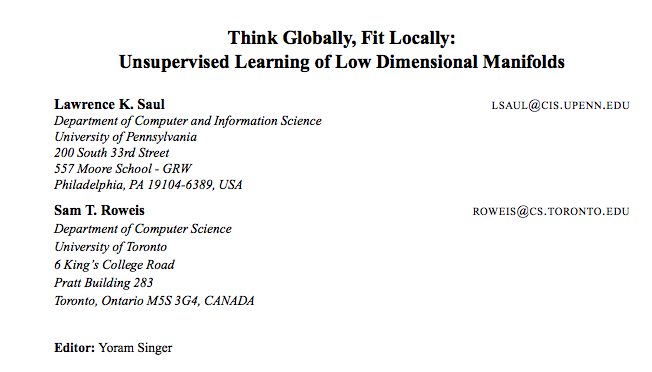 Think Globally, Fit Locally:
Unsupervised Learning of Low Dimensional Manifolds
Lawrence K. Saul LSAUL@CIS.UPENN.EDU
Department of Computer and Information Science
University of Pennsylvania
200 South 33rd Street
557 Moore School - GRW
Philadelphia, PA 19104-6389, USA
Sam T. Roweis ROWEIS@CS.TORONTO.EDU
Department of Computer Science
University of Toronto
6 King's College Road
Pratt Building 283
Toronto, Ontario M5S 3G4, CANADA
Editor: Yoram Singer